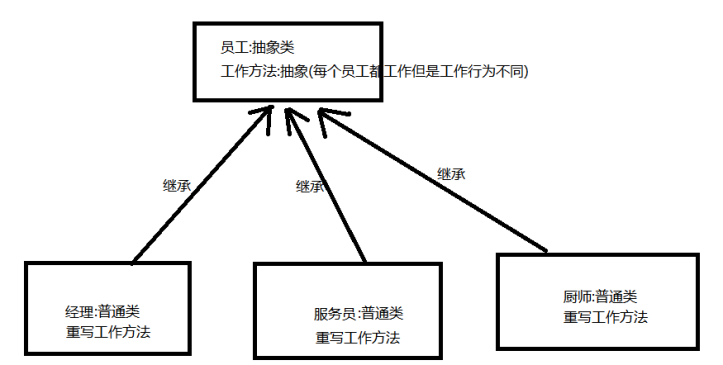 员工:抽象类
工作方法:抽象(每个员工都工作但是工作行为不同)
继承
继承
继承
经理:普通类
重写工作方法
服务员:普通类
重写工作方法
厨师:普通类
重写工作方法